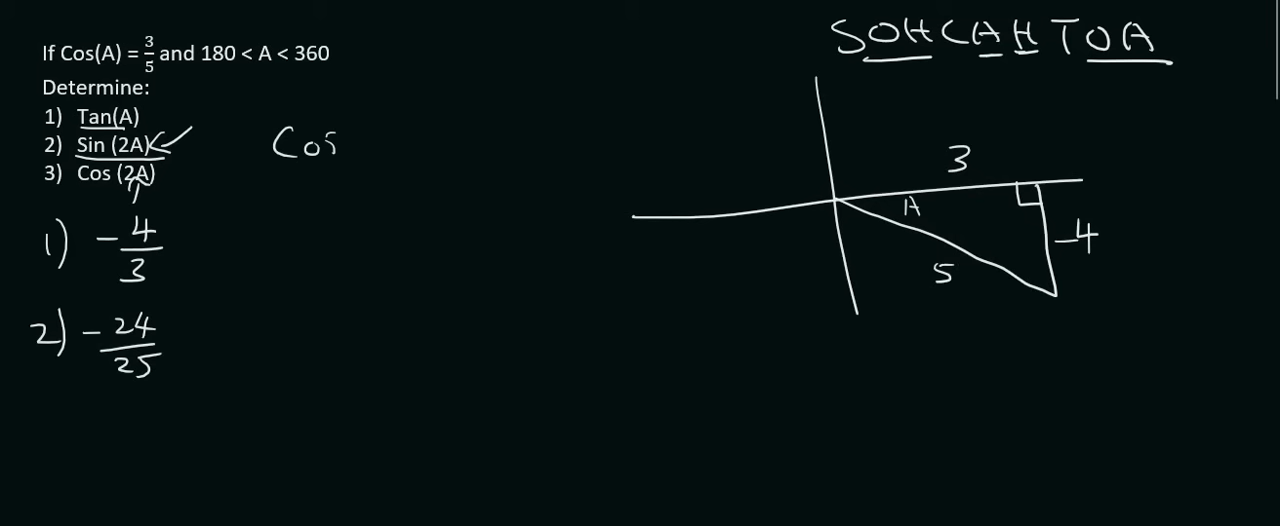 If Cos(A) = 3/5 and 180 < A < 360
Determine:
1) Tan(A)
2) Sin (2A)
3) Cos (2A)
1) -4/3
2) -24/25
Cos
SOHCAHTOA
3
A
-4
5